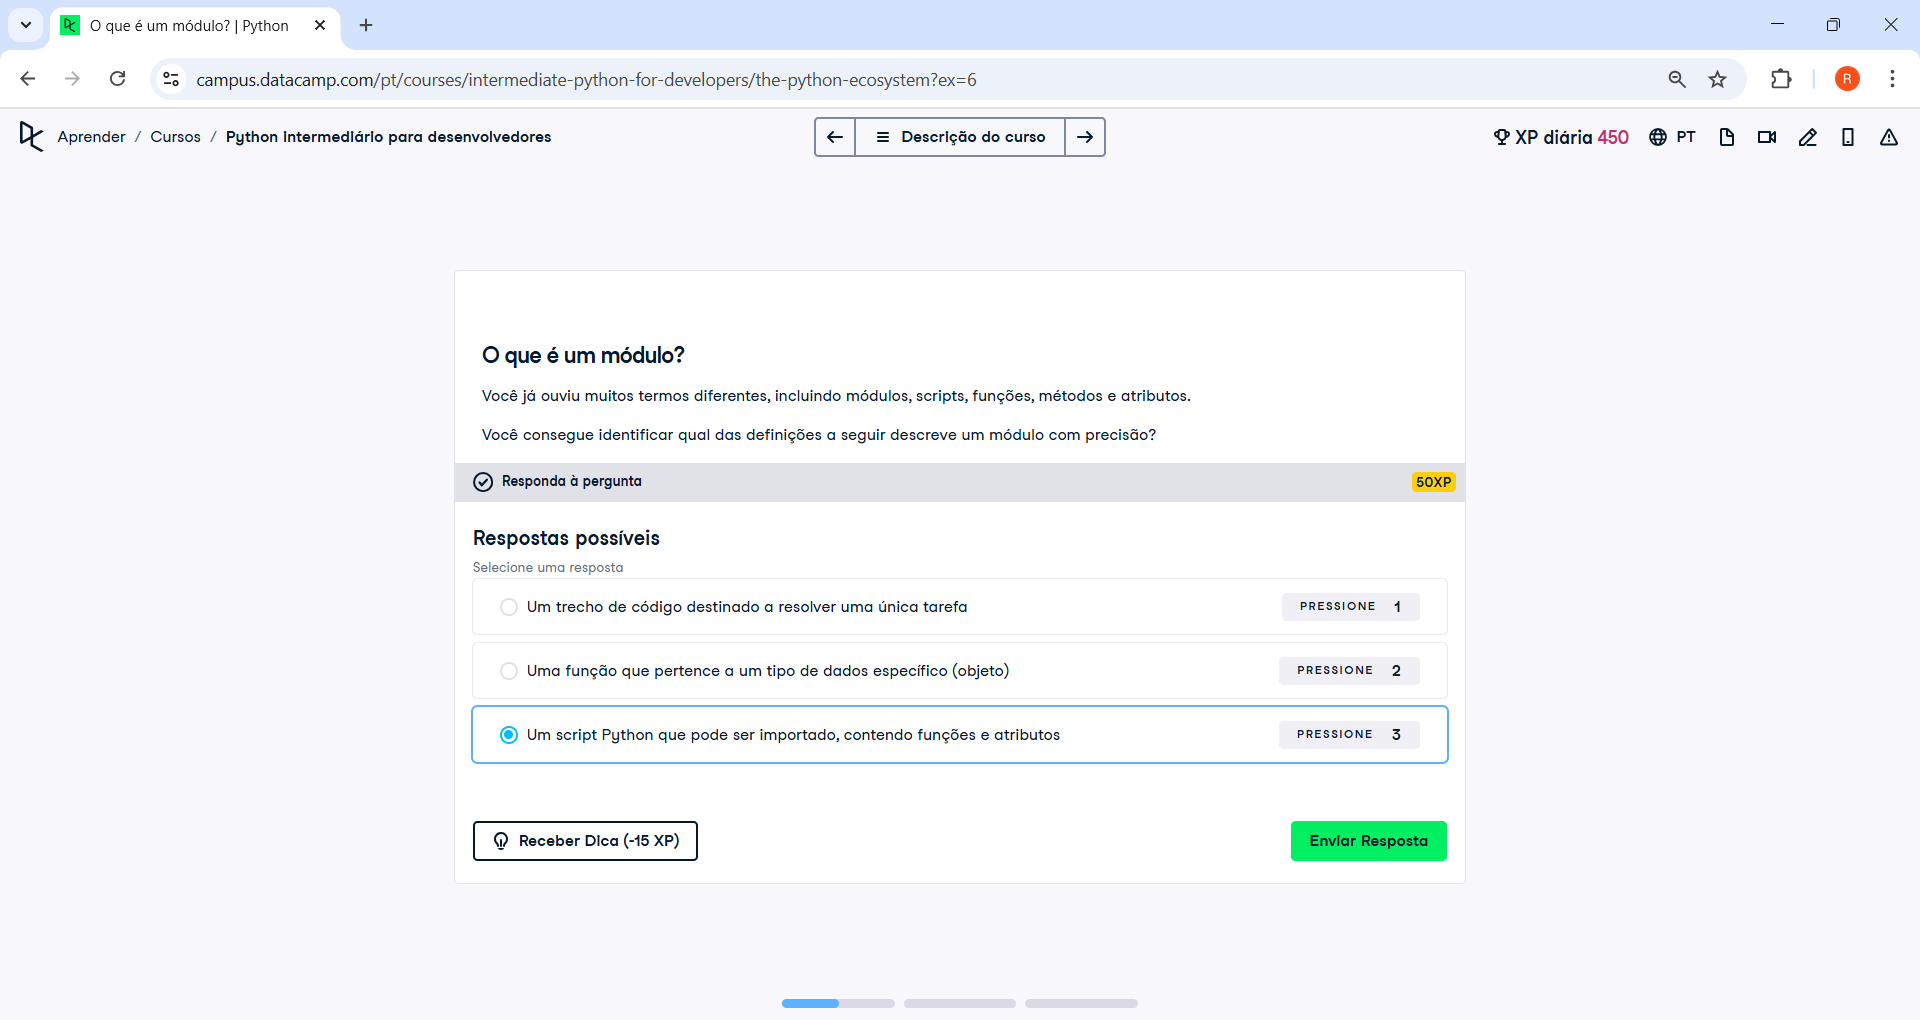 O que é um módulo? | Python
campus.datacamp.com/pt/courses/intermediate-python-for-developers/the-python-ecosystem?ex=6
R
Aprender / Cursos / Python intermediário para desenvolvedores
Descrição do curso
XP diária 450
PT
O que é um módulo?
Você já ouviu muitos termos diferentes, incluindo módulos, scripts, funções, métodos e atributos.
Você consegue identificar qual das definições a seguir descreve um módulo com precisão?
Responda à pergunta
50XP
Respostas possíveis
Selecione uma resposta
Um trecho de código destinado a resolver uma única tarefa
PRESSIONE 1
Uma função que pertence a um tipo de dados específico (objeto)
PRESSIONE 2
Um script Python que pode ser importado, contendo funções e atributos
PRESSIONE 3
Receber Dica (-15 XP)
Enviar Resposta